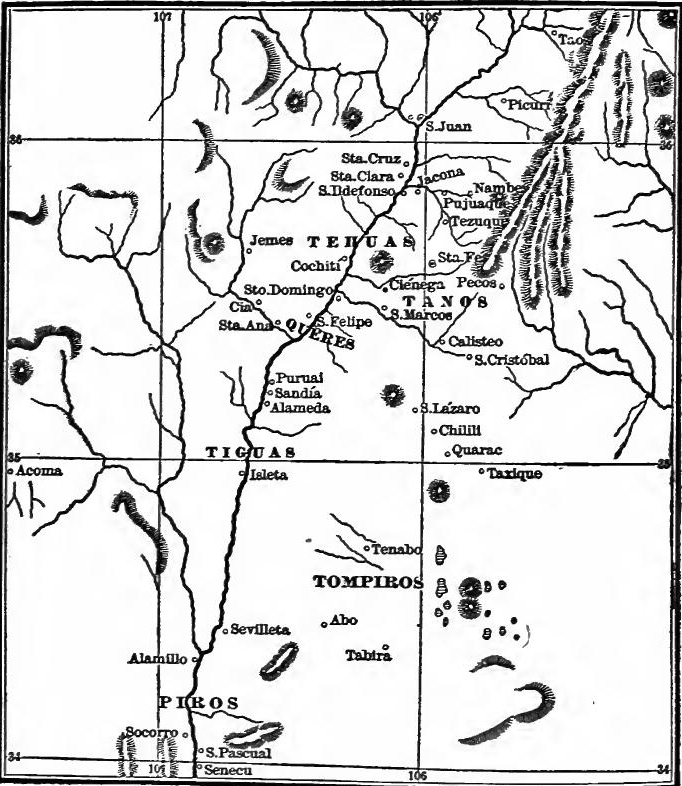 107
106
Taos
Picuri
S.Juan
36
36
Sta.Cruz
Sta.Clara
Jacona
S.Ildefonso
Nambe
Pujuaque
Tezuque
Jemes
TEHUAS
Cochiti
Sta.Fe
Sto.Domingo
Ciénega
Pecos
TANOS
Cia
S.Marcos
Sta.Ana
QUERES
S.Felipe
Calisteo
S.Cristóbal
Puruai
Sandía
Alameda
S.Lázaro
Chilili
TIGUAS
Quarac
35
35
Acoma
Isleta
Taxique
Tenabo
TOMPIROS
Abo
Sevilleta
Tabirá
Alamillo
PIROS
Socorro
S.Pascual
34
107
Senecu
106
34